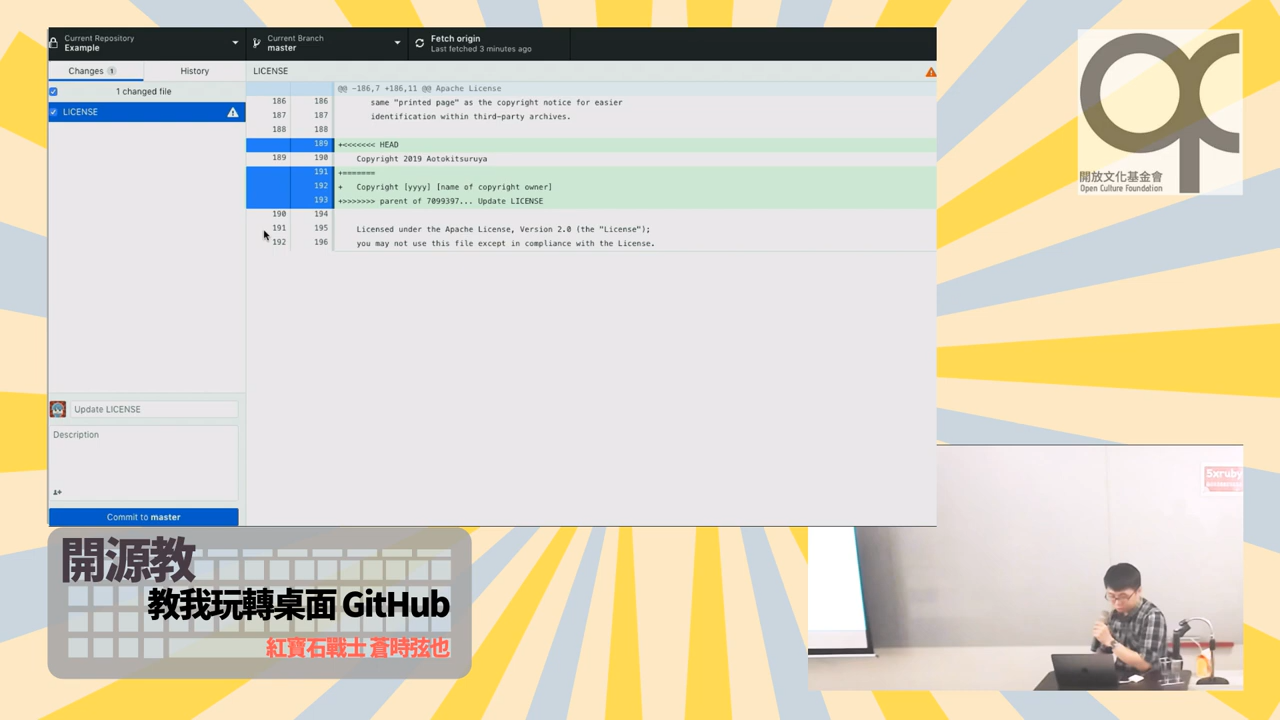 Current Repository
Example
Current Branch
master
Fetch origin
Last fetched 3 minutes ago
Changes 1
History
LICENSE
1 changed file
LICENSE
@@ -186,7 +186,11 @@ Apache License
186 186 same "printed page" as the copyright notice for easier
187 187 identification within third-party archives.
188 188
189 +<<<<<<< HEAD
189 190 Copyright 2019 Aotokitsuruya
191 +=======
192 + Copyright [yyyy] [name of copyright owner]
193 +>>>>>>> parent of 7099397... Update LICENSE
190 194
191 195 Licensed under the Apache License, Version 2.0 (the "License");
192 196 you may not use this file except in compliance with the License.
Update LICENSE
Description
Commit to master
開放文化基金會
Open Culture Foundation
5xruby
開源教
教我玩轉桌面 GitHub
紅寶石戰士 蒼時弦也